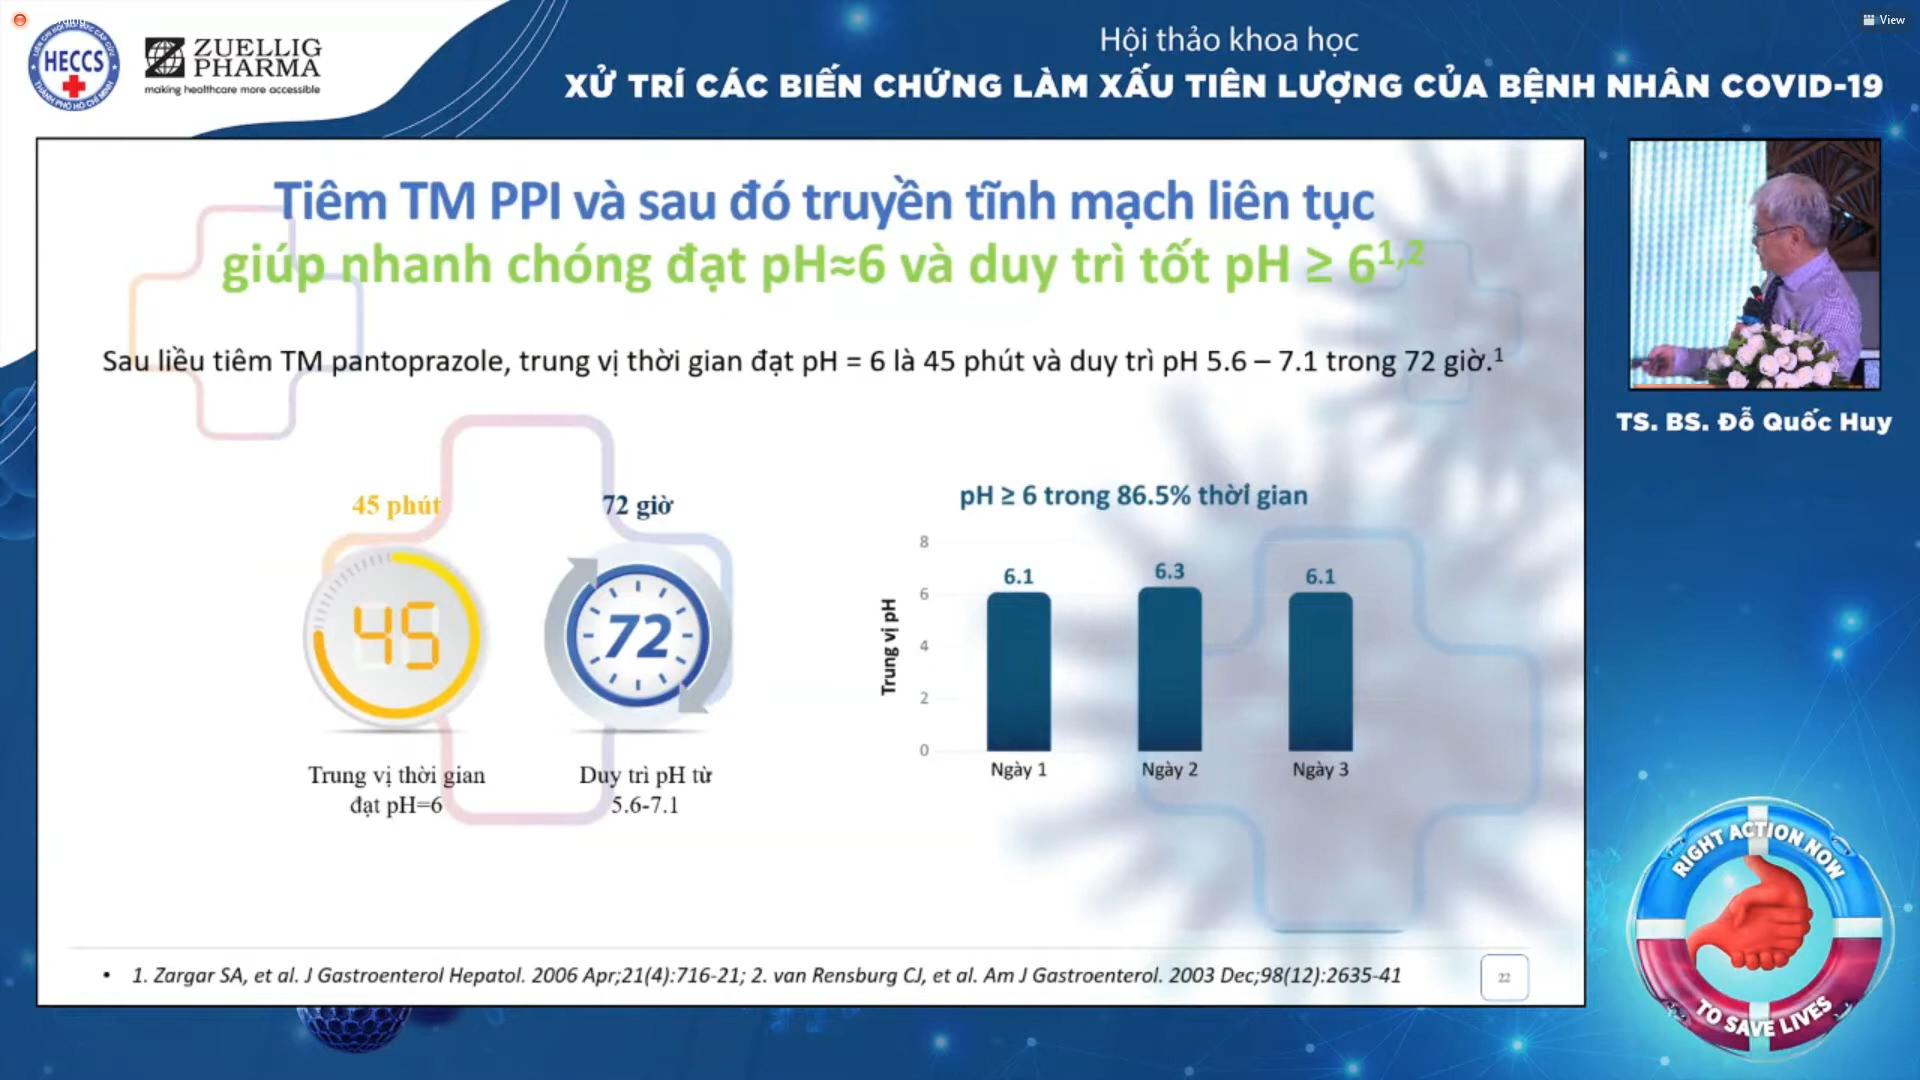 View
HECCS
THÀNH PHỐ HỒ CHÍ MINH
ZUELLIG
PHARMA
making healthcare more accessible
Hội thảo khoa học
XỬ TRÍ CÁC BIẾN CHỨNG LÀM XẤU TIÊN LƯỢNG CỦA BỆNH NHÂN COVID-19
Tiêm TM PPI và sau đó truyền tĩnh mạch liên tục
giúp nhanh chóng đạt pH≈6 và duy trì tốt pH ≥ 6¹,²
Sau liều tiêm TM pantoprazole, trung vị thời gian đạt pH = 6 là 45 phút và duy trì pH 5.6 – 7.1 trong 72 giờ.¹
45 phút
72 giờ
45
72
Trung vị thời gian
đạt pH=6
Duy trì pH từ
5.6-7.1
pH ≥ 6 trong 86.5% thời gian
Trung vị pH
8
6
4
2
0
6.1
6.3
6.1
Ngày 1
Ngày 2
Ngày 3
• 1. Zargar SA, et al. J Gastroenterol Hepatol. 2006 Apr;21(4):716-21; 2. van Rensburg CJ, et al. Am J Gastroenterol. 2003 Dec;98(12):2635-41
22
TS. BS. Đỗ Quốc Huy
RIGHT ACTION NOW
TO SAVE LIVES